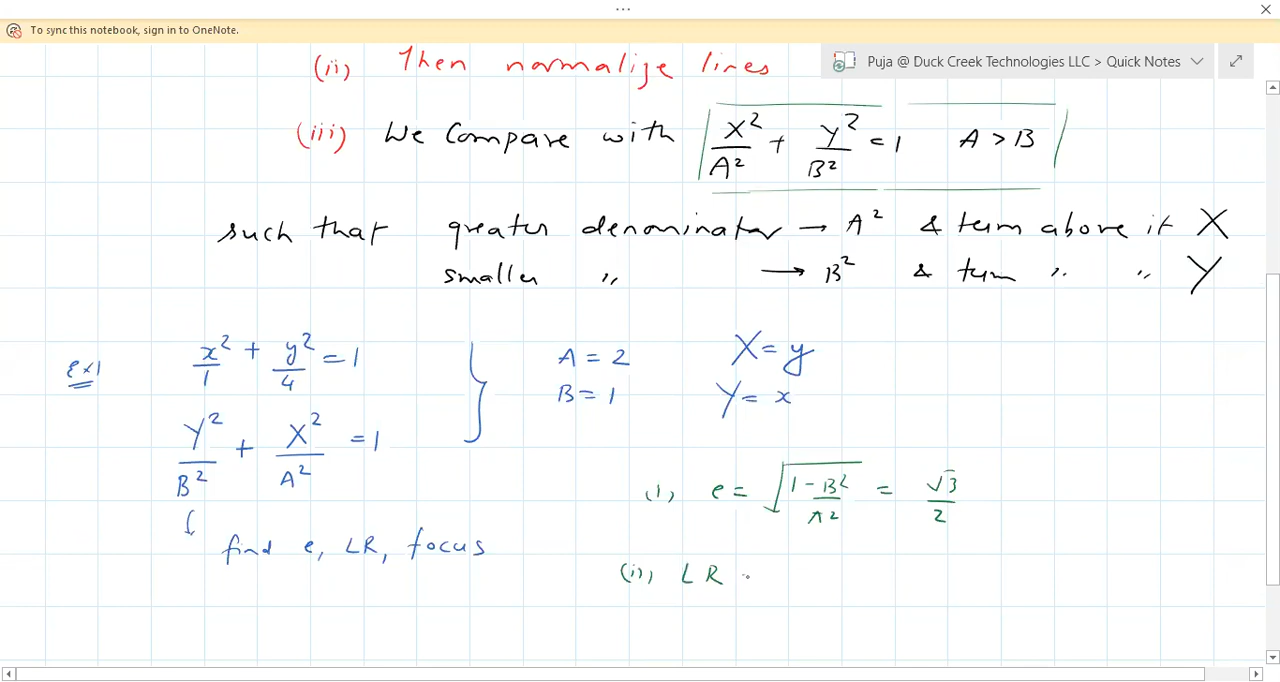 To sync this notebook, sign in to OneNote.
Puja @ Duck Creek Technologies LLC > Quick Notes
(ii) Then normalize lines
(iii) We Compare with X²/A² + Y²/B² = 1 A > B
such that greater denominator → A² & term above it X
smaller ,, → B² & term ,, ,, Y
Ex1 x²/1 + y²/4 = 1 } A = 2 X = y
B = 1 Y = x
Y²/B² + X²/A² = 1
(i) e = √(1 - B²/A²) = √3/2
find e, LR, focus
(ii) LR